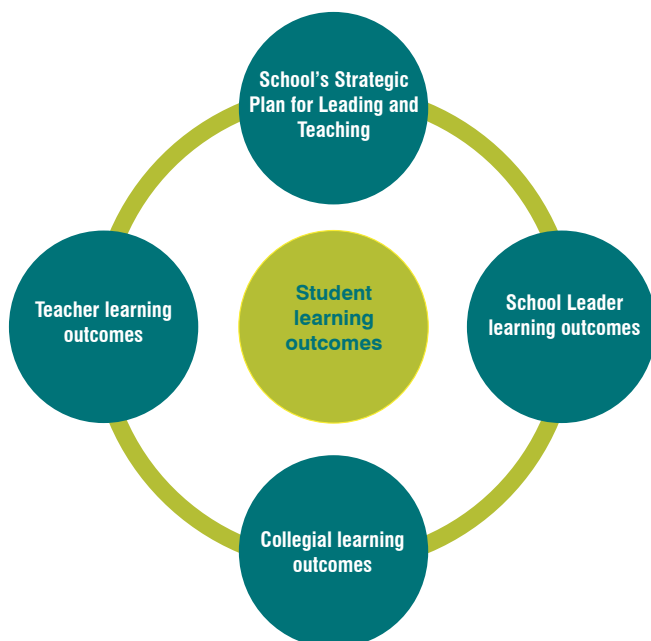 School’s Strategic
Plan for Leading and
Teaching
Teacher learning
outcomes
Student
learning
outcomes
School Leader
learning outcomes
Collegial learning
outcomes